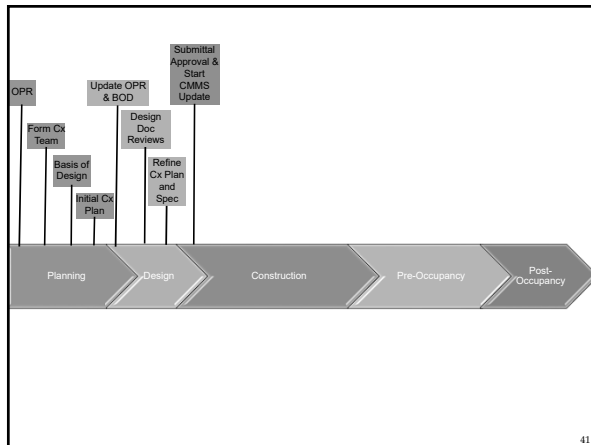 Submittal
Approval &
Start
CMMS
Update
OPR
Update OPR
& BOD
Form Cx
Team
Design
Doc
Reviews
Basis of
Design
Refine
Cx Plan
and
Spec
Initial Cx
Plan
Planning
Design
Construction
Pre-Occupancy
Post-
Occupancy
41